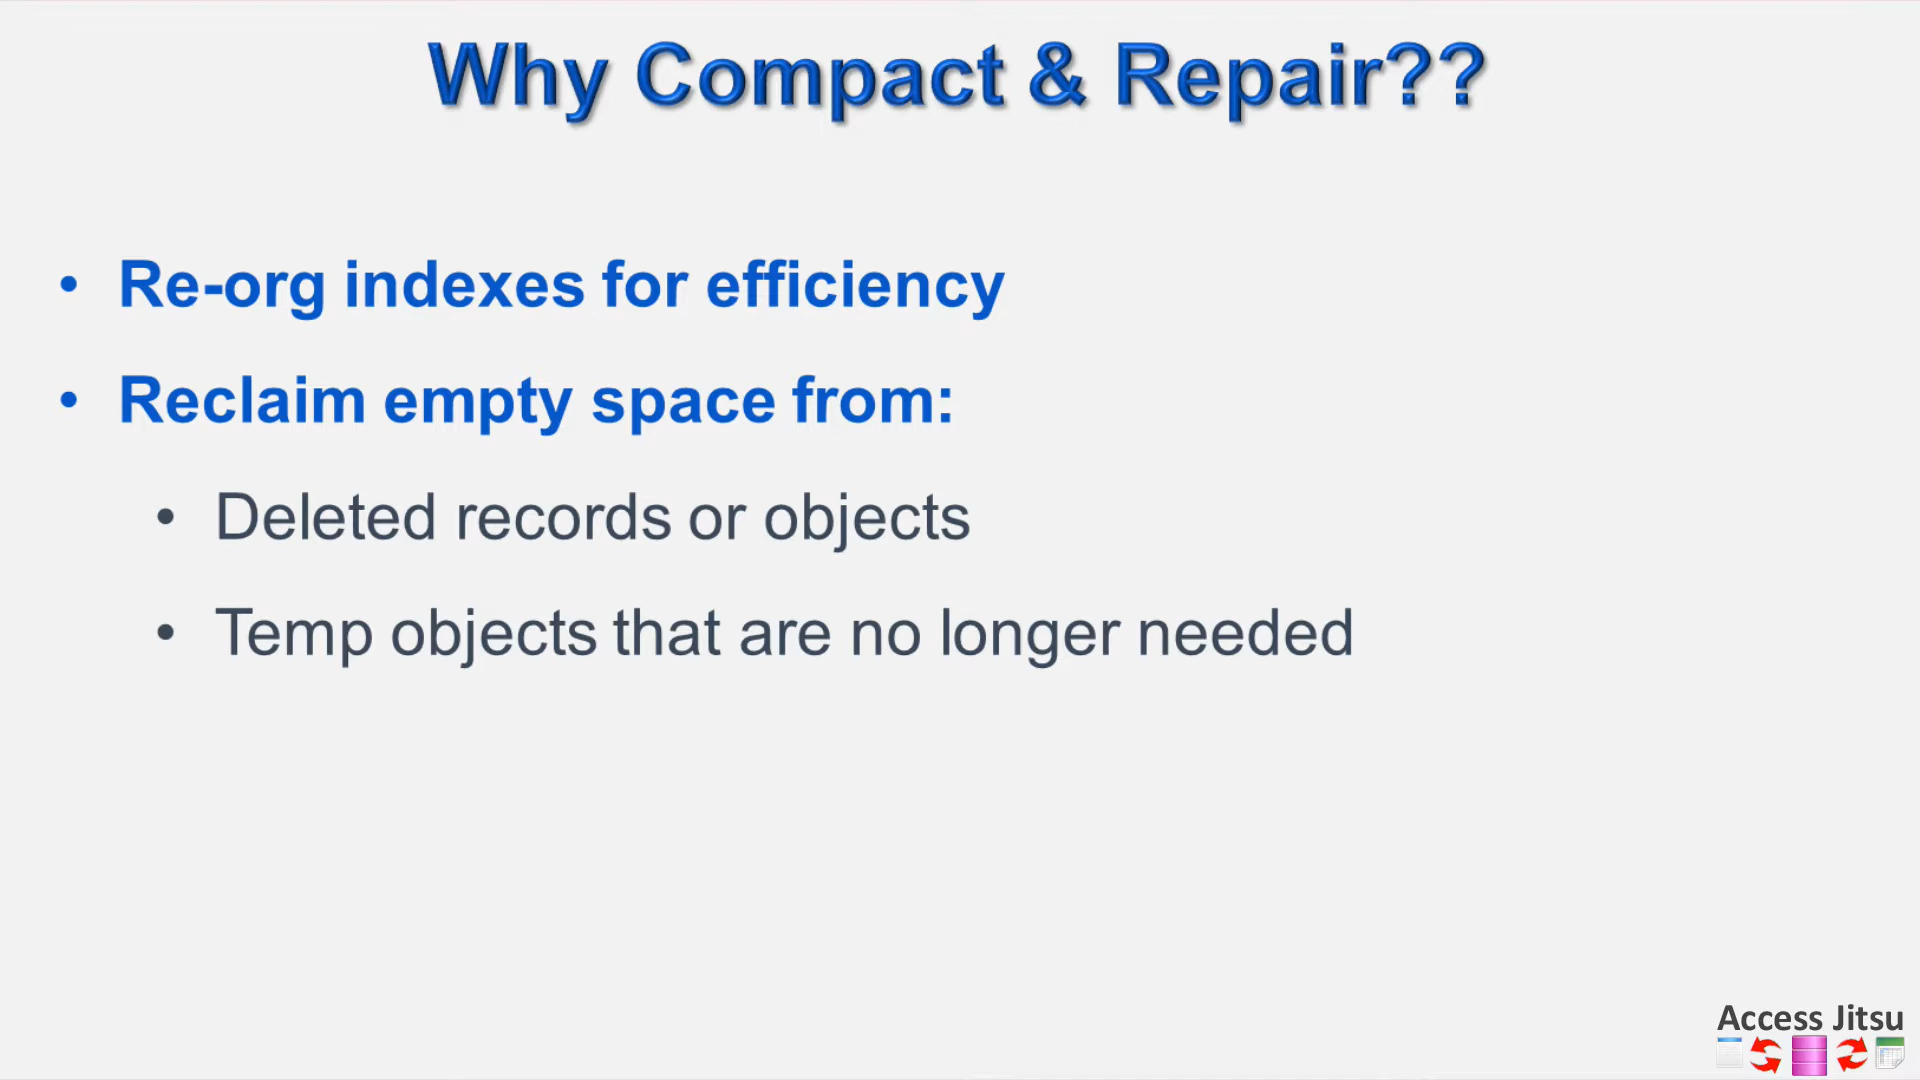 Why Compact & Repair??
• Re-org indexes for efficiency
• Reclaim empty space from:
• Deleted records or objects
• Temp objects that are no longer needed
Access Jitsu